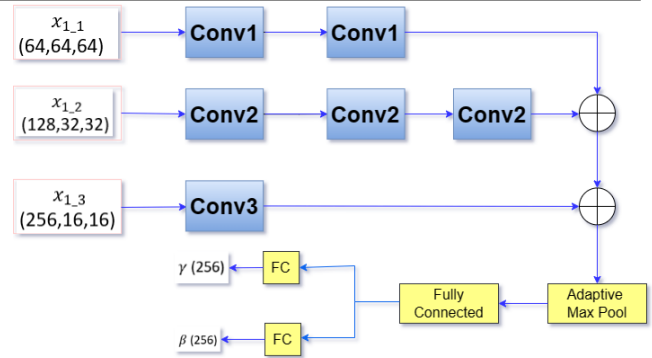 x1_1
(64,64,64)
Conv1
Conv1
x1_2
(128,32,32)
Conv2
Conv2
Conv2
x1_3
(256,16,16)
Conv3
γ (256)
FC
Fully
Connected
Adaptive
Max Pool
β (256)
FC